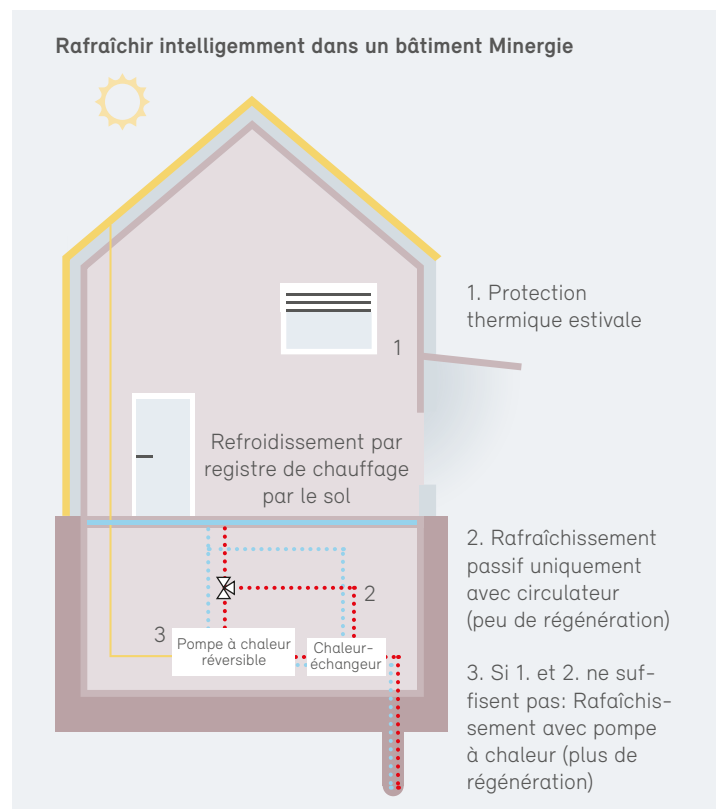 Rafraîchir intelligemment dans un bâtiment Minergie
1. Protection
thermique estivale
1
Refroidissement par
registre de chauffage
par le sol
2. Rafraîchissement
passif uniquement
avec circulateur
(peu de régénération)
2
3
Pompe à chaleur
réversible
Chaleur-
échangeur
3. Si 1. et 2. ne suf-
fisent pas: Rafaîchis-
sement avec pompe
à chaleur (plus de
régénération)